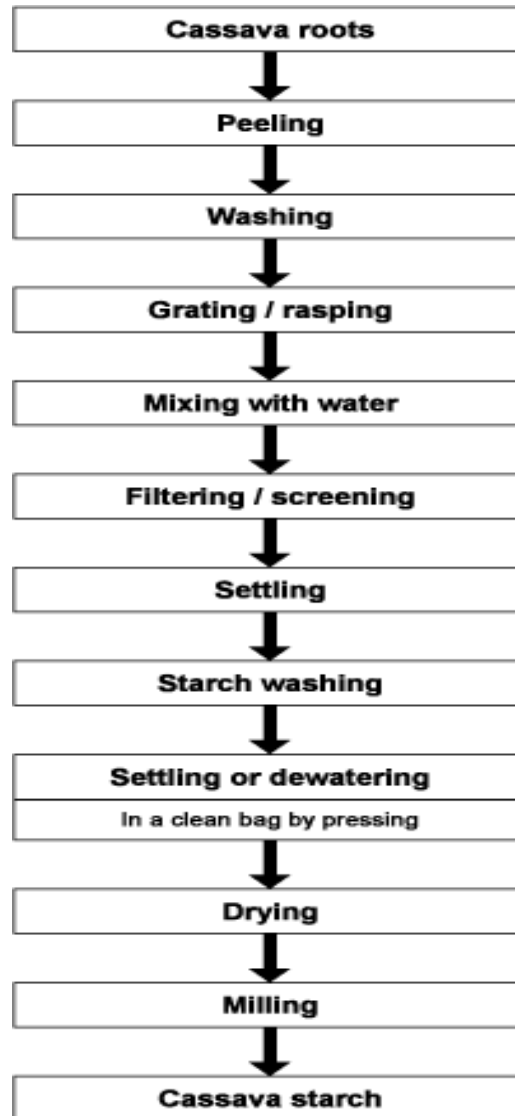 Cassava roots
Peeling
Washing
Grating / rasping
Mixing with water
Filtering / screening
Settling
Starch washing
Settling or dewatering
In a clean bag by pressing
Drying
Milling
Cassava starch